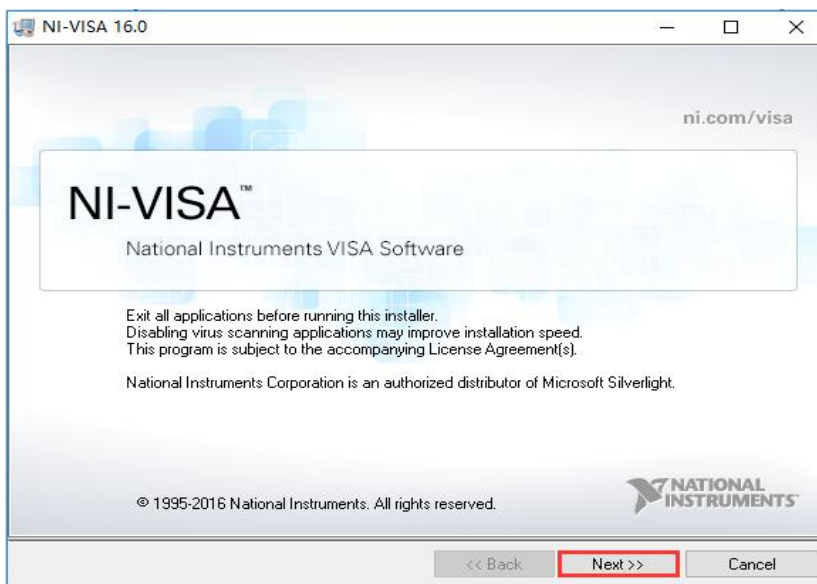 NI-VISA 16.0
ni.com/visa
NI-VISA™
National Instruments VISA Software
Exit all applications before running this installer.
Disabling virus scanning applications may improve installation speed.
This program is subject to the accompanying License Agreement(s).
National Instruments Corporation is an authorized distributor of Microsoft Silverlight.
© 1995-2016 National Instruments. All rights reserved.
NATIONAL
INSTRUMENTS™
<< Back Next >> Cancel